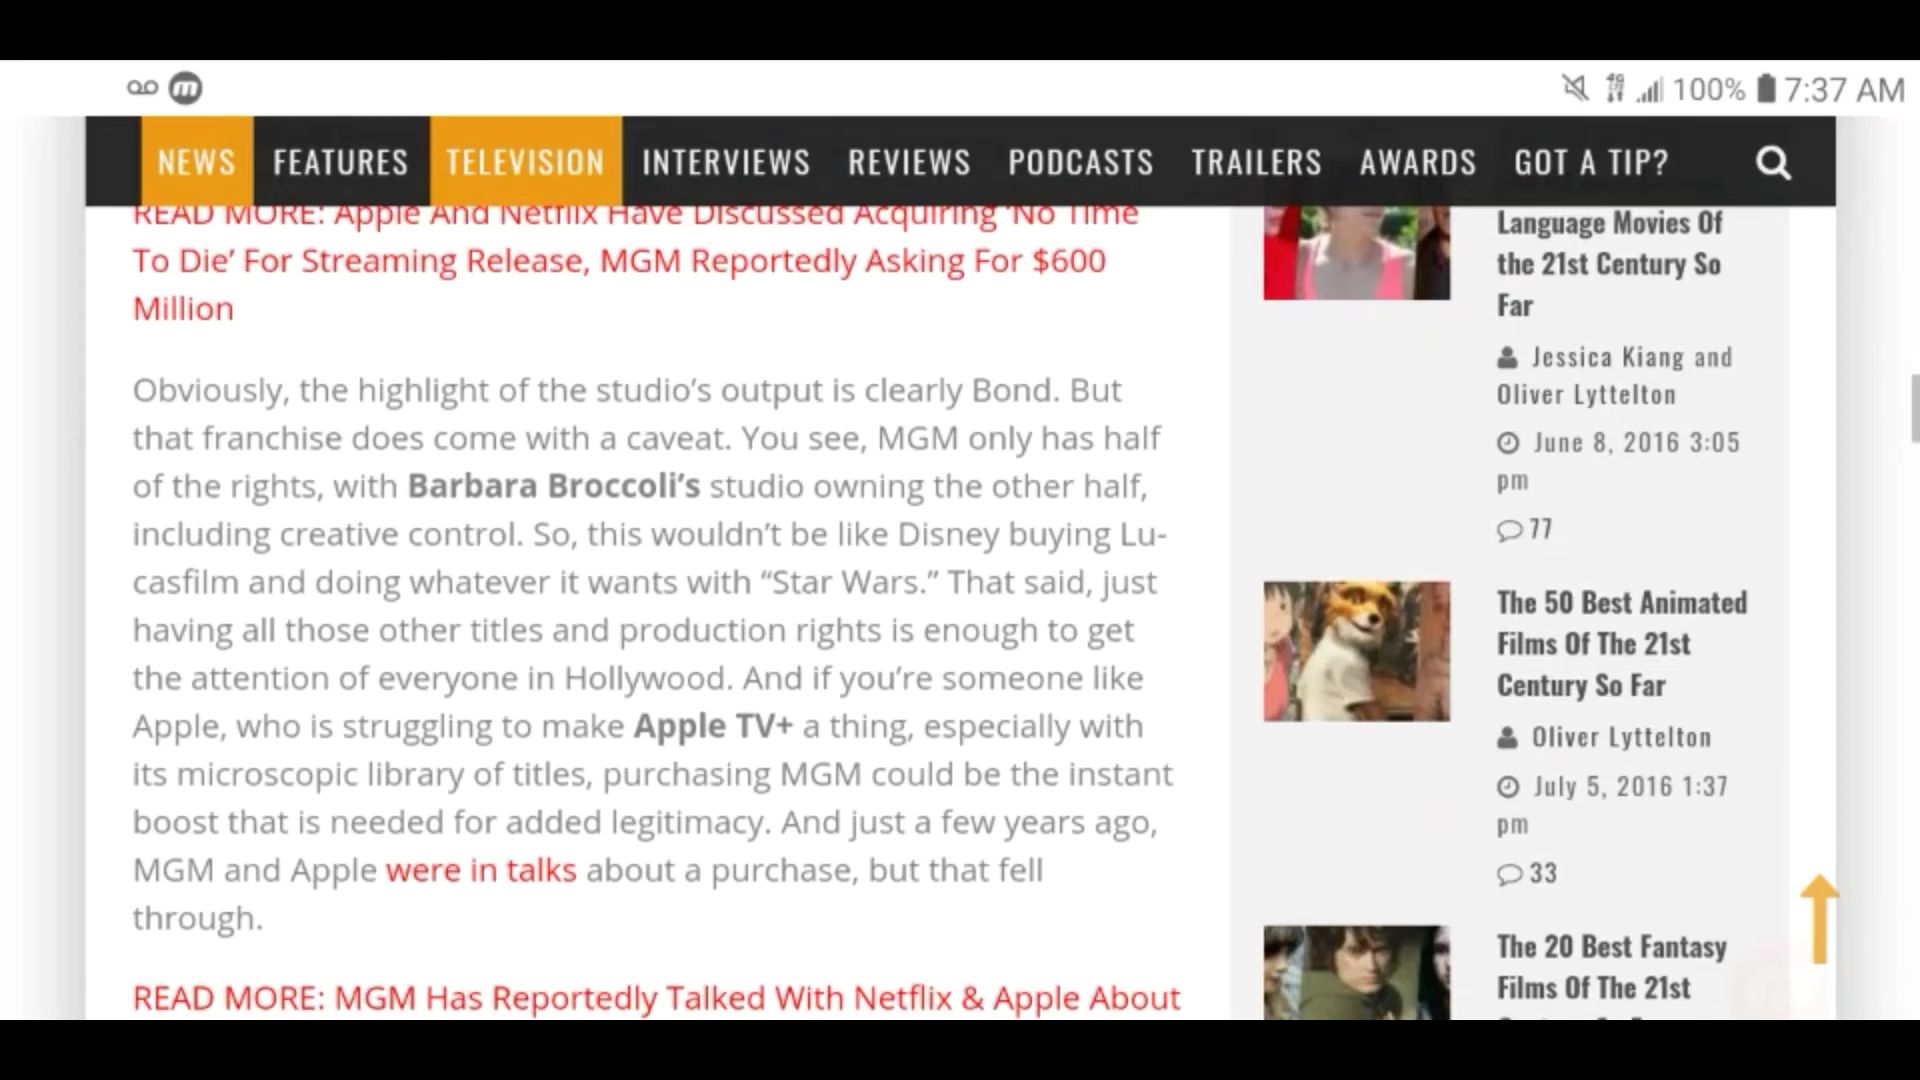 100% 7:37 AM
NEWS FEATURES TELEVISION INTERVIEWS REVIEWS PODCASTS TRAILERS AWARDS GOT A TIP?
READ MORE: Apple And Netflix Have Discussed Acquiring ‘No Time
To Die’ For Streaming Release, MGM Reportedly Asking For $600
Million
Obviously, the highlight of the studio’s output is clearly Bond. But
that franchise does come with a caveat. You see, MGM only has half
of the rights, with Barbara Broccoli’s studio owning the other half,
including creative control. So, this wouldn’t be like Disney buying Lu-
casfilm and doing whatever it wants with “Star Wars.” That said, just
having all those other titles and production rights is enough to get
the attention of everyone in Hollywood. And if you’re someone like
Apple, who is struggling to make Apple TV+ a thing, especially with
its microscopic library of titles, purchasing MGM could be the instant
boost that is needed for added legitimacy. And just a few years ago,
MGM and Apple were in talks about a purchase, but that fell
through.
READ MORE: MGM Has Reportedly Talked With Netflix & Apple About
Language Movies Of
the 21st Century So
Far
Jessica Kiang and
Oliver Lyttelton
June 8, 2016 3:05
pm
77
The 50 Best Animated
Films Of The 21st
Century So Far
Oliver Lyttelton
July 5, 2016 1:37
pm
33
The 20 Best Fantasy
Films Of The 21st